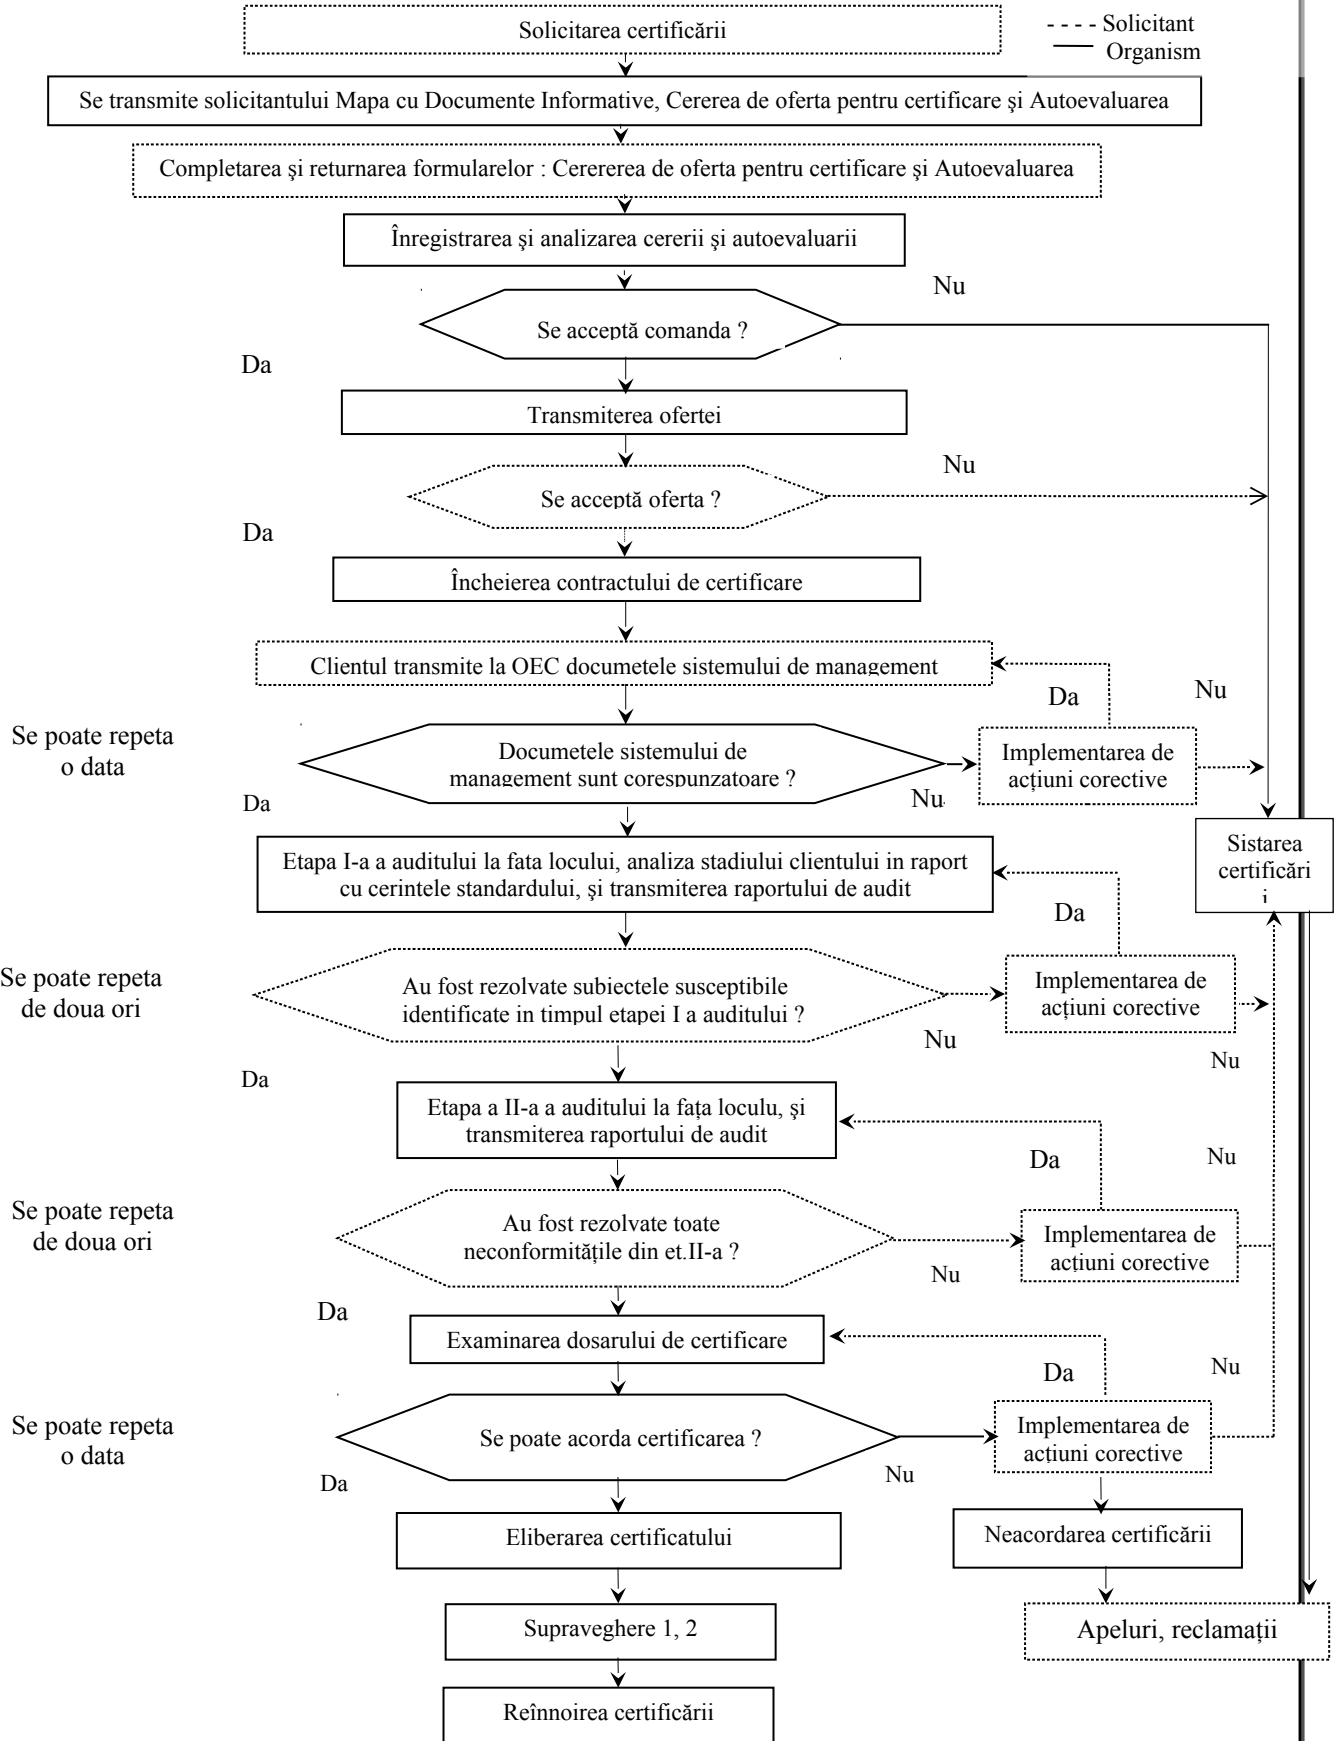 Solicitarea certificării
Solicitant
Organism
Se transmite solicitantului Mapa cu Documente Informative, Cererea de oferta pentru certificare şi Autoevaluarea
Completarea şi returnarea formularelor : Cerererea de oferta pentru certificare şi Autoevaluarea
Înregistrarea şi analizarea cererii şi autoevaluarii
Nu
Se acceptă comanda ?
Da
Transmiterea ofertei
Nu
Se acceptă oferta ?
Da
Încheierea contractului de certificare
Clientul transmite la OEC documetele sistemului de management
Da
Nu
Se poate repeta
o data
Documetele sistemului de
management sunt corespunzatoare ?
Implementarea de
acțiuni corective
Da
Nu
Etapa I-a a auditului la fata locului, analiza stadiului clientului in raport
cu cerintele standardului, şi transmiterea raportului de audit
Sistarea
certificări
i
Da
Se poate repeta
de doua ori
Au fost rezolvate subiectele susceptibile
identificate in timpul etapei I a auditului ?
Implementarea de
acțiuni corective
Nu
Nu
Da
Etapa a II-a a auditului la fața loculu, şi
transmiterea raportului de audit
Da
Nu
Se poate repeta
de doua ori
Au fost rezolvate toate
neconformitățile din et.II-a ?
Implementarea de
acțiuni corective
Nu
Da
Examinarea dosarului de certificare
Da
Nu
Se poate repeta
o data
Se poate acorda certificarea ?
Implementarea de
acțiuni corective
Da
Nu
Eliberarea certificatului
Neacordarea certificării
Supraveghere 1, 2
Apeluri, reclamații
Reînnoirea certificării